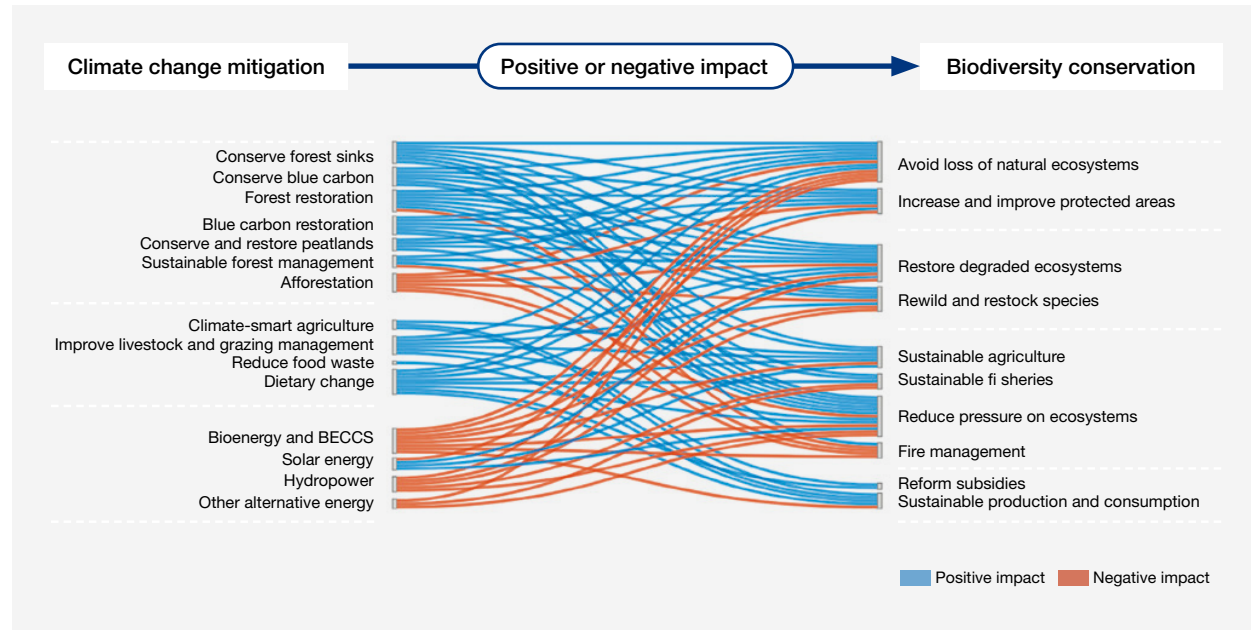 Climate change mitigation
Positive or negative impact
Biodiversity conservation
Conserve forest sinks
Conserve blue carbon
Forest restoration
Blue carbon restoration
Conserve and restore peatlands
Sustainable forest management
Afforestation
Climate-smart agriculture
Improve livestock and grazing management
Reduce food waste
Dietary change
Bioenergy and BECCS
Solar energy
Hydropower
Other alternative energy
Avoid loss of natural ecosystems
Increase and improve protected areas
Restore degraded ecosystems
Rewild and restock species
Sustainable agriculture
Sustainable fi sheries
Reduce pressure on ecosystems
Fire management
Reform subsidies
Sustainable production and consumption
Positive impact
Negative impact